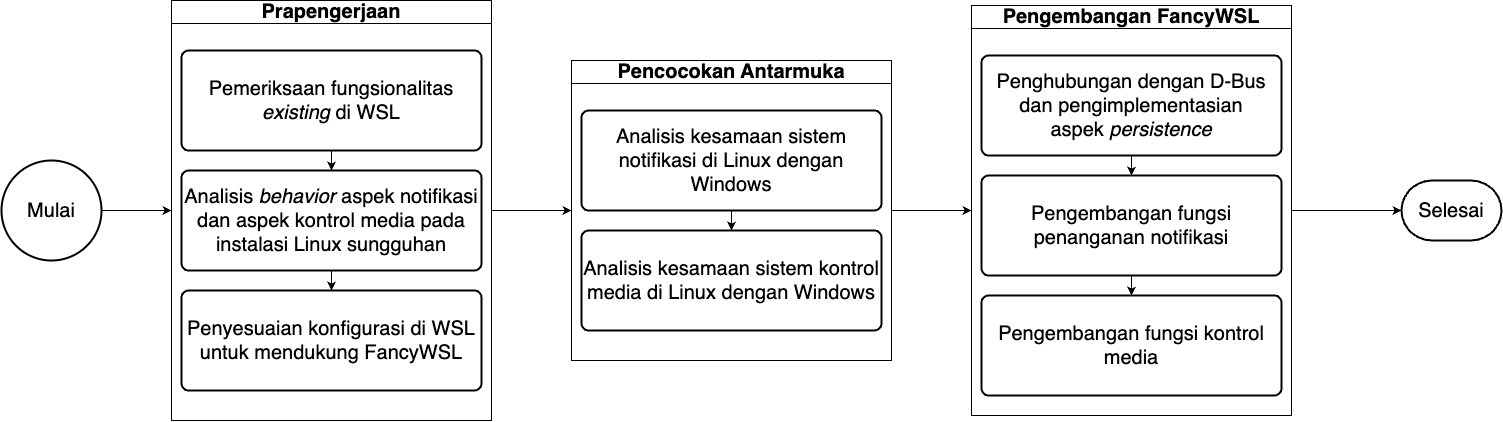 Mulai
Prapengerjaan
Pemeriksaan fungsionalitas
existing di WSL
Analisis behavior aspek notifikasi
dan aspek kontrol media pada
instalasi Linux sungguhan
Penyesuaian konfigurasi di WSL
untuk mendukung FancyWSL
Pencocokan Antarmuka
Analisis kesamaan sistem
notifikasi di Linux dengan
Windows
Analisis kesamaan sistem kontrol
media di Linux dengan Windows
Pengembangan FancyWSL
Penghubungan dengan D-Bus
dan pengimplementasian
aspek persistence
Pengembangan fungsi
penanganan notifikasi
Pengembangan fungsi kontrol
media
Selesai